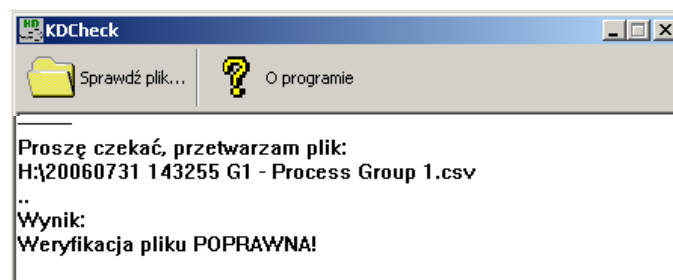 HD
KDCheck
Sprawdź plik...
O programie
Proszę czekać, przetwarzam plik:
H:\20060731 143255 G1 - Process Group 1.csv
..
Wynik:
Weryfikacja pliku POPRAWNA!